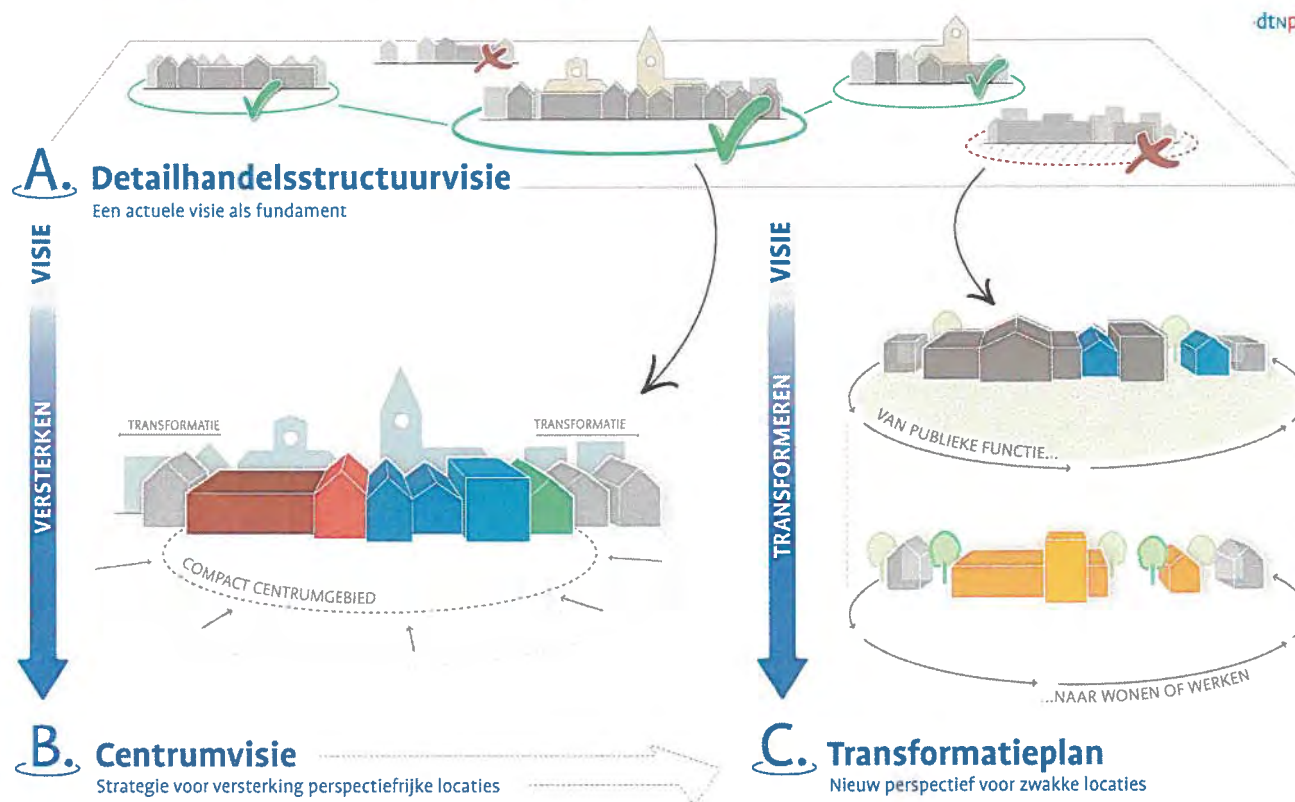 dtnp
A. Detailhandelsstructuurvisie
Een actuele visie als fundament
VISIE
VERSTERKEN
TRANSFORMATIE
TRANSFORMATIE
COMPACT CENTRUMGEBIED
VISIE
TRANSFORMEREN
VAN PUBLIEKE FUNCTIE...
...NAAR WONEN OF WERKEN
B. Centrumvisie
Strategie voor versterking perspectiefrijke locaties
C. Transformatieplan
Nieuw perspectief voor zwakke locaties